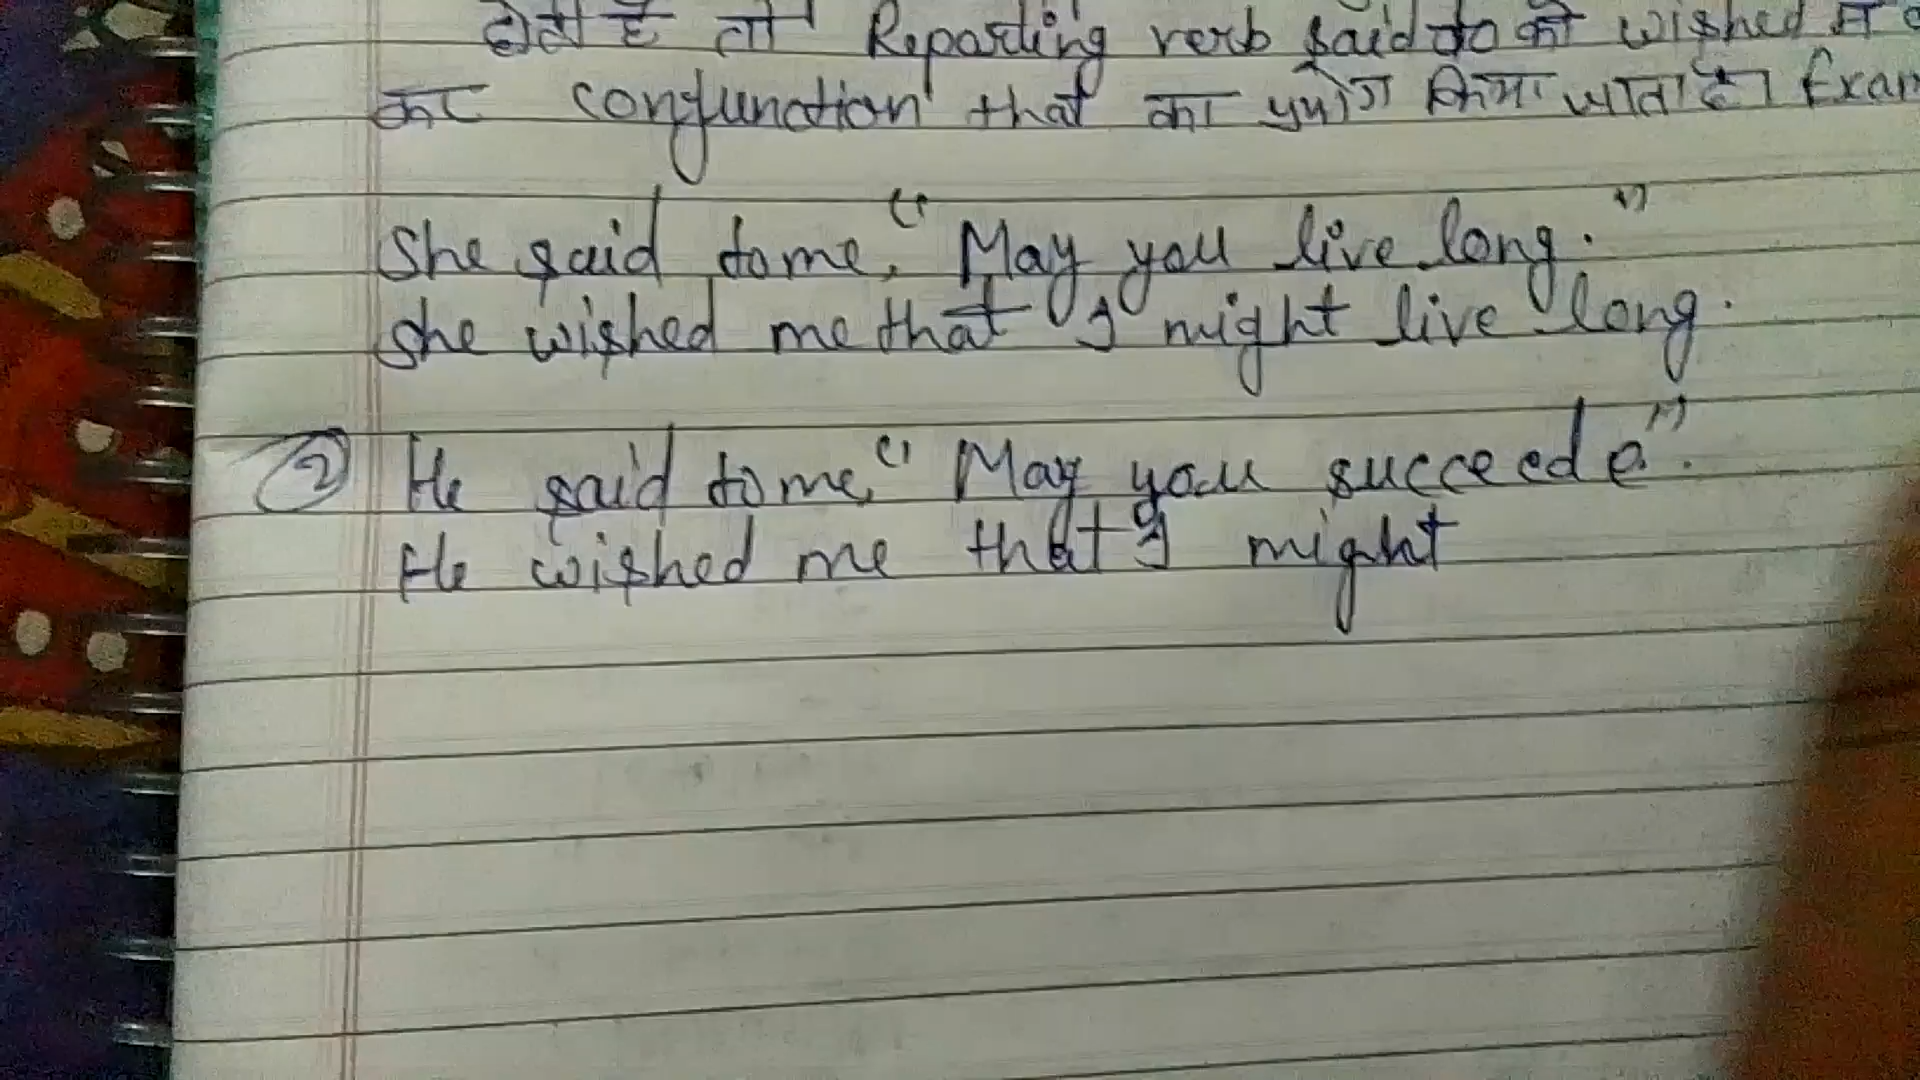 होती है तो Reporting verb said to को wished में
कर conjunction that का प्रयोग किया जाता है। Exam
She said to me, "May you live long."
She wished me that I might live long.
② He said to me, "May you succeede".
He wished me that I might